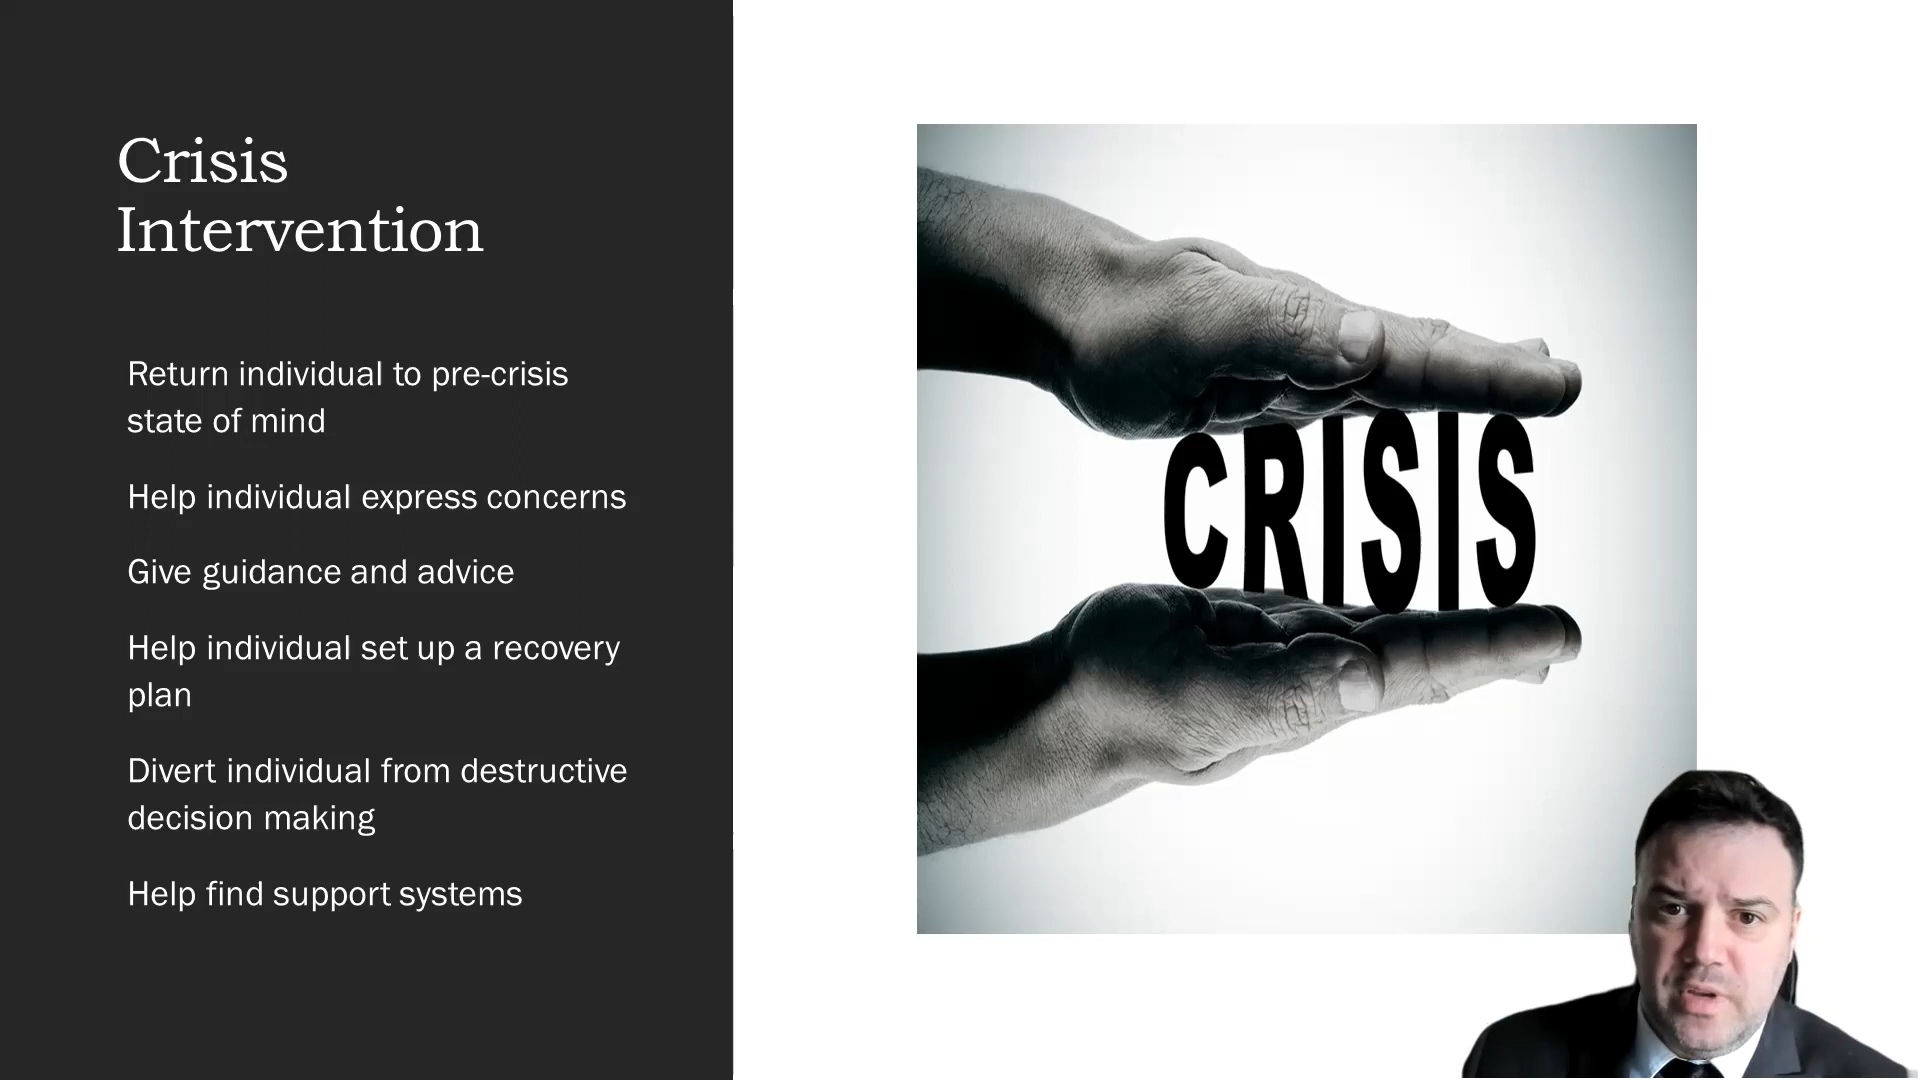 Crisis
Intervention
Return individual to pre-crisis
state of mind
Help individual express concerns
Give guidance and advice
Help individual set up a recovery
plan
Divert individual from destructive
decision making
Help find support systems
CRISIS